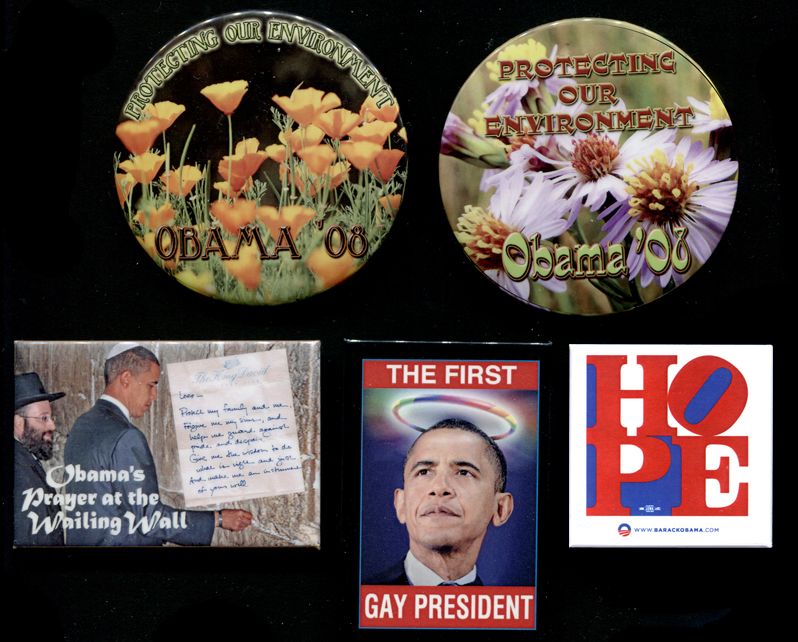 PROTECTING OUR ENVIRONMENT
OBAMA '08
PROTECTING
OUR
ENVIRONMENT
Obama '08
The King David
Lord—
Protect my family and me.
Forgive me my sins, and
help me guard against
pride and despair.
Give me the wisdom to do
what is right and just.
And make me an instrument
of your will.
Obama's
Prayer at the
Wailing Wall
THE FIRST
GAY PRESIDENT
HO
PE
WWW.BARACKOBAMA.COM